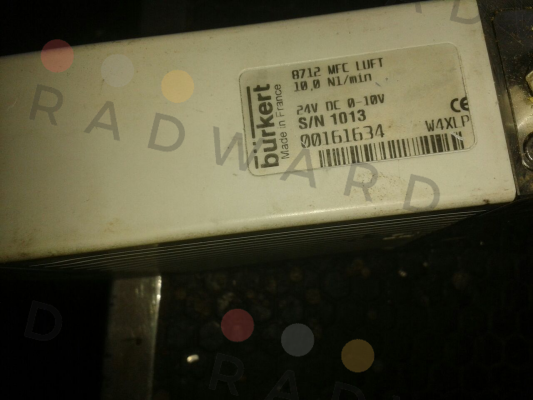 bürkert
Made in France
8712 MFC LUFT
10,0 Nl/min
24V DC 0-10V
S/N 1013
00161634
CE
W4XLP
RADWARD
RADWARD